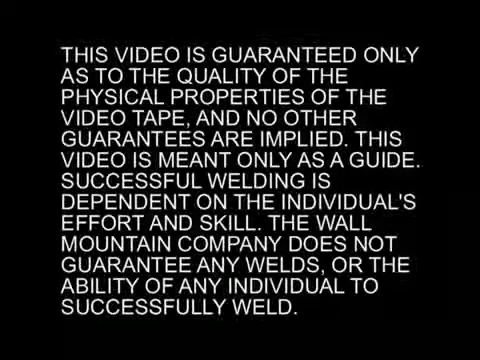 THIS VIDEO IS GUARANTEED ONLY
AS TO THE QUALITY OF THE
PHYSICAL PROPERTIES OF THE
VIDEO TAPE, AND NO OTHER
GUARANTEES ARE IMPLIED. THIS
VIDEO IS MEANT ONLY AS A GUIDE.
SUCCESSFUL WELDING IS
DEPENDENT ON THE INDIVIDUAL'S
EFFORT AND SKILL. THE WALL
MOUNTAIN COMPANY DOES NOT
GUARANTEE ANY WELDS, OR THE
ABILITY OF ANY INDIVIDUAL TO
SUCCESSFULLY WELD.